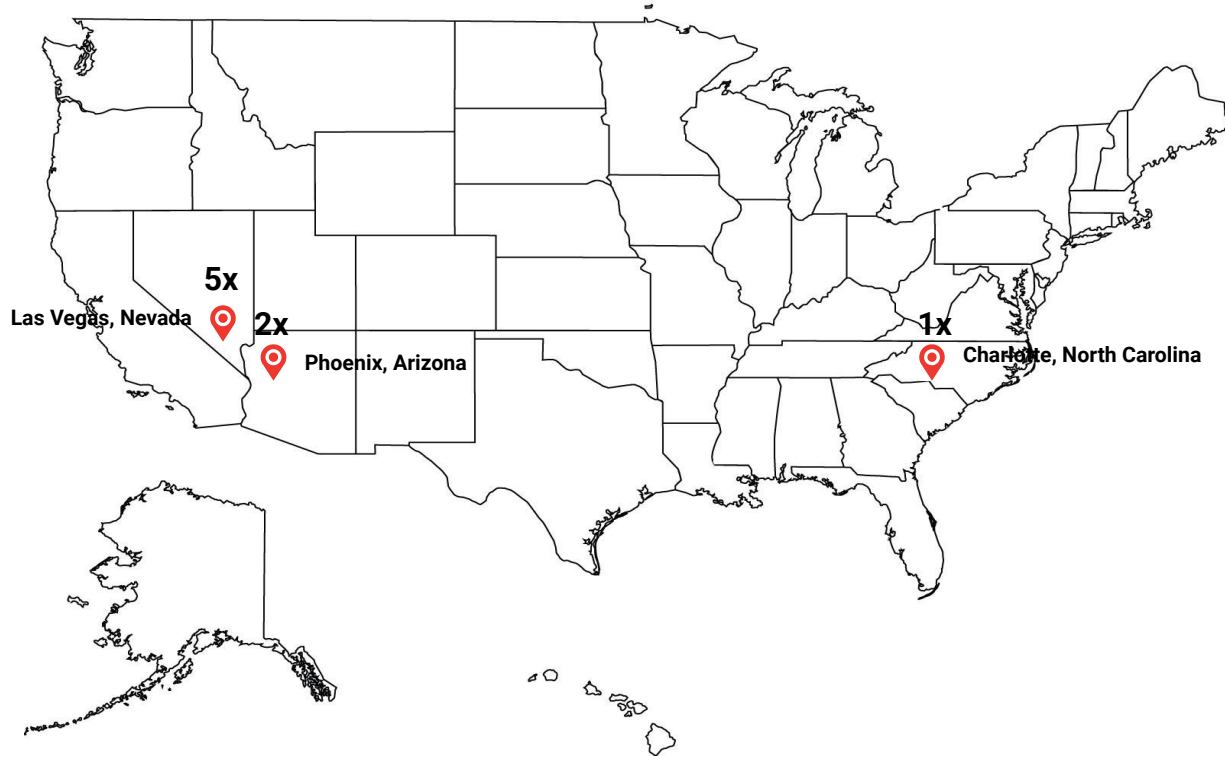 5x
Las Vegas, Nevada
2x
Phoenix, Arizona
1x
Charlotte, North Carolina